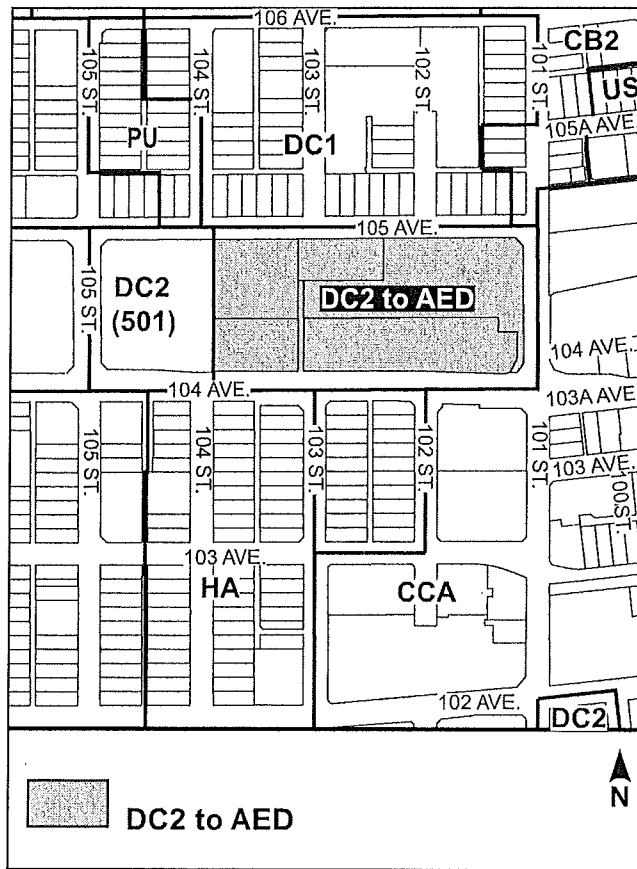 106 AVE.
CB2
105 ST.
104 ST.
103 ST.
102 ST.
101 ST.
US
PU
DC1
105A AVE
105 AVE.
105 ST.
DC2
(501)
DC2 to AED
104 AVE.
104 AVE.
103A AVE.
105 ST.
104 ST.
103 ST.
102 ST.
101 ST.
103 AVE.
00 ST.
103 AVE.
HA
CCA
102 AVE.
DC2
N
DC2 to AED